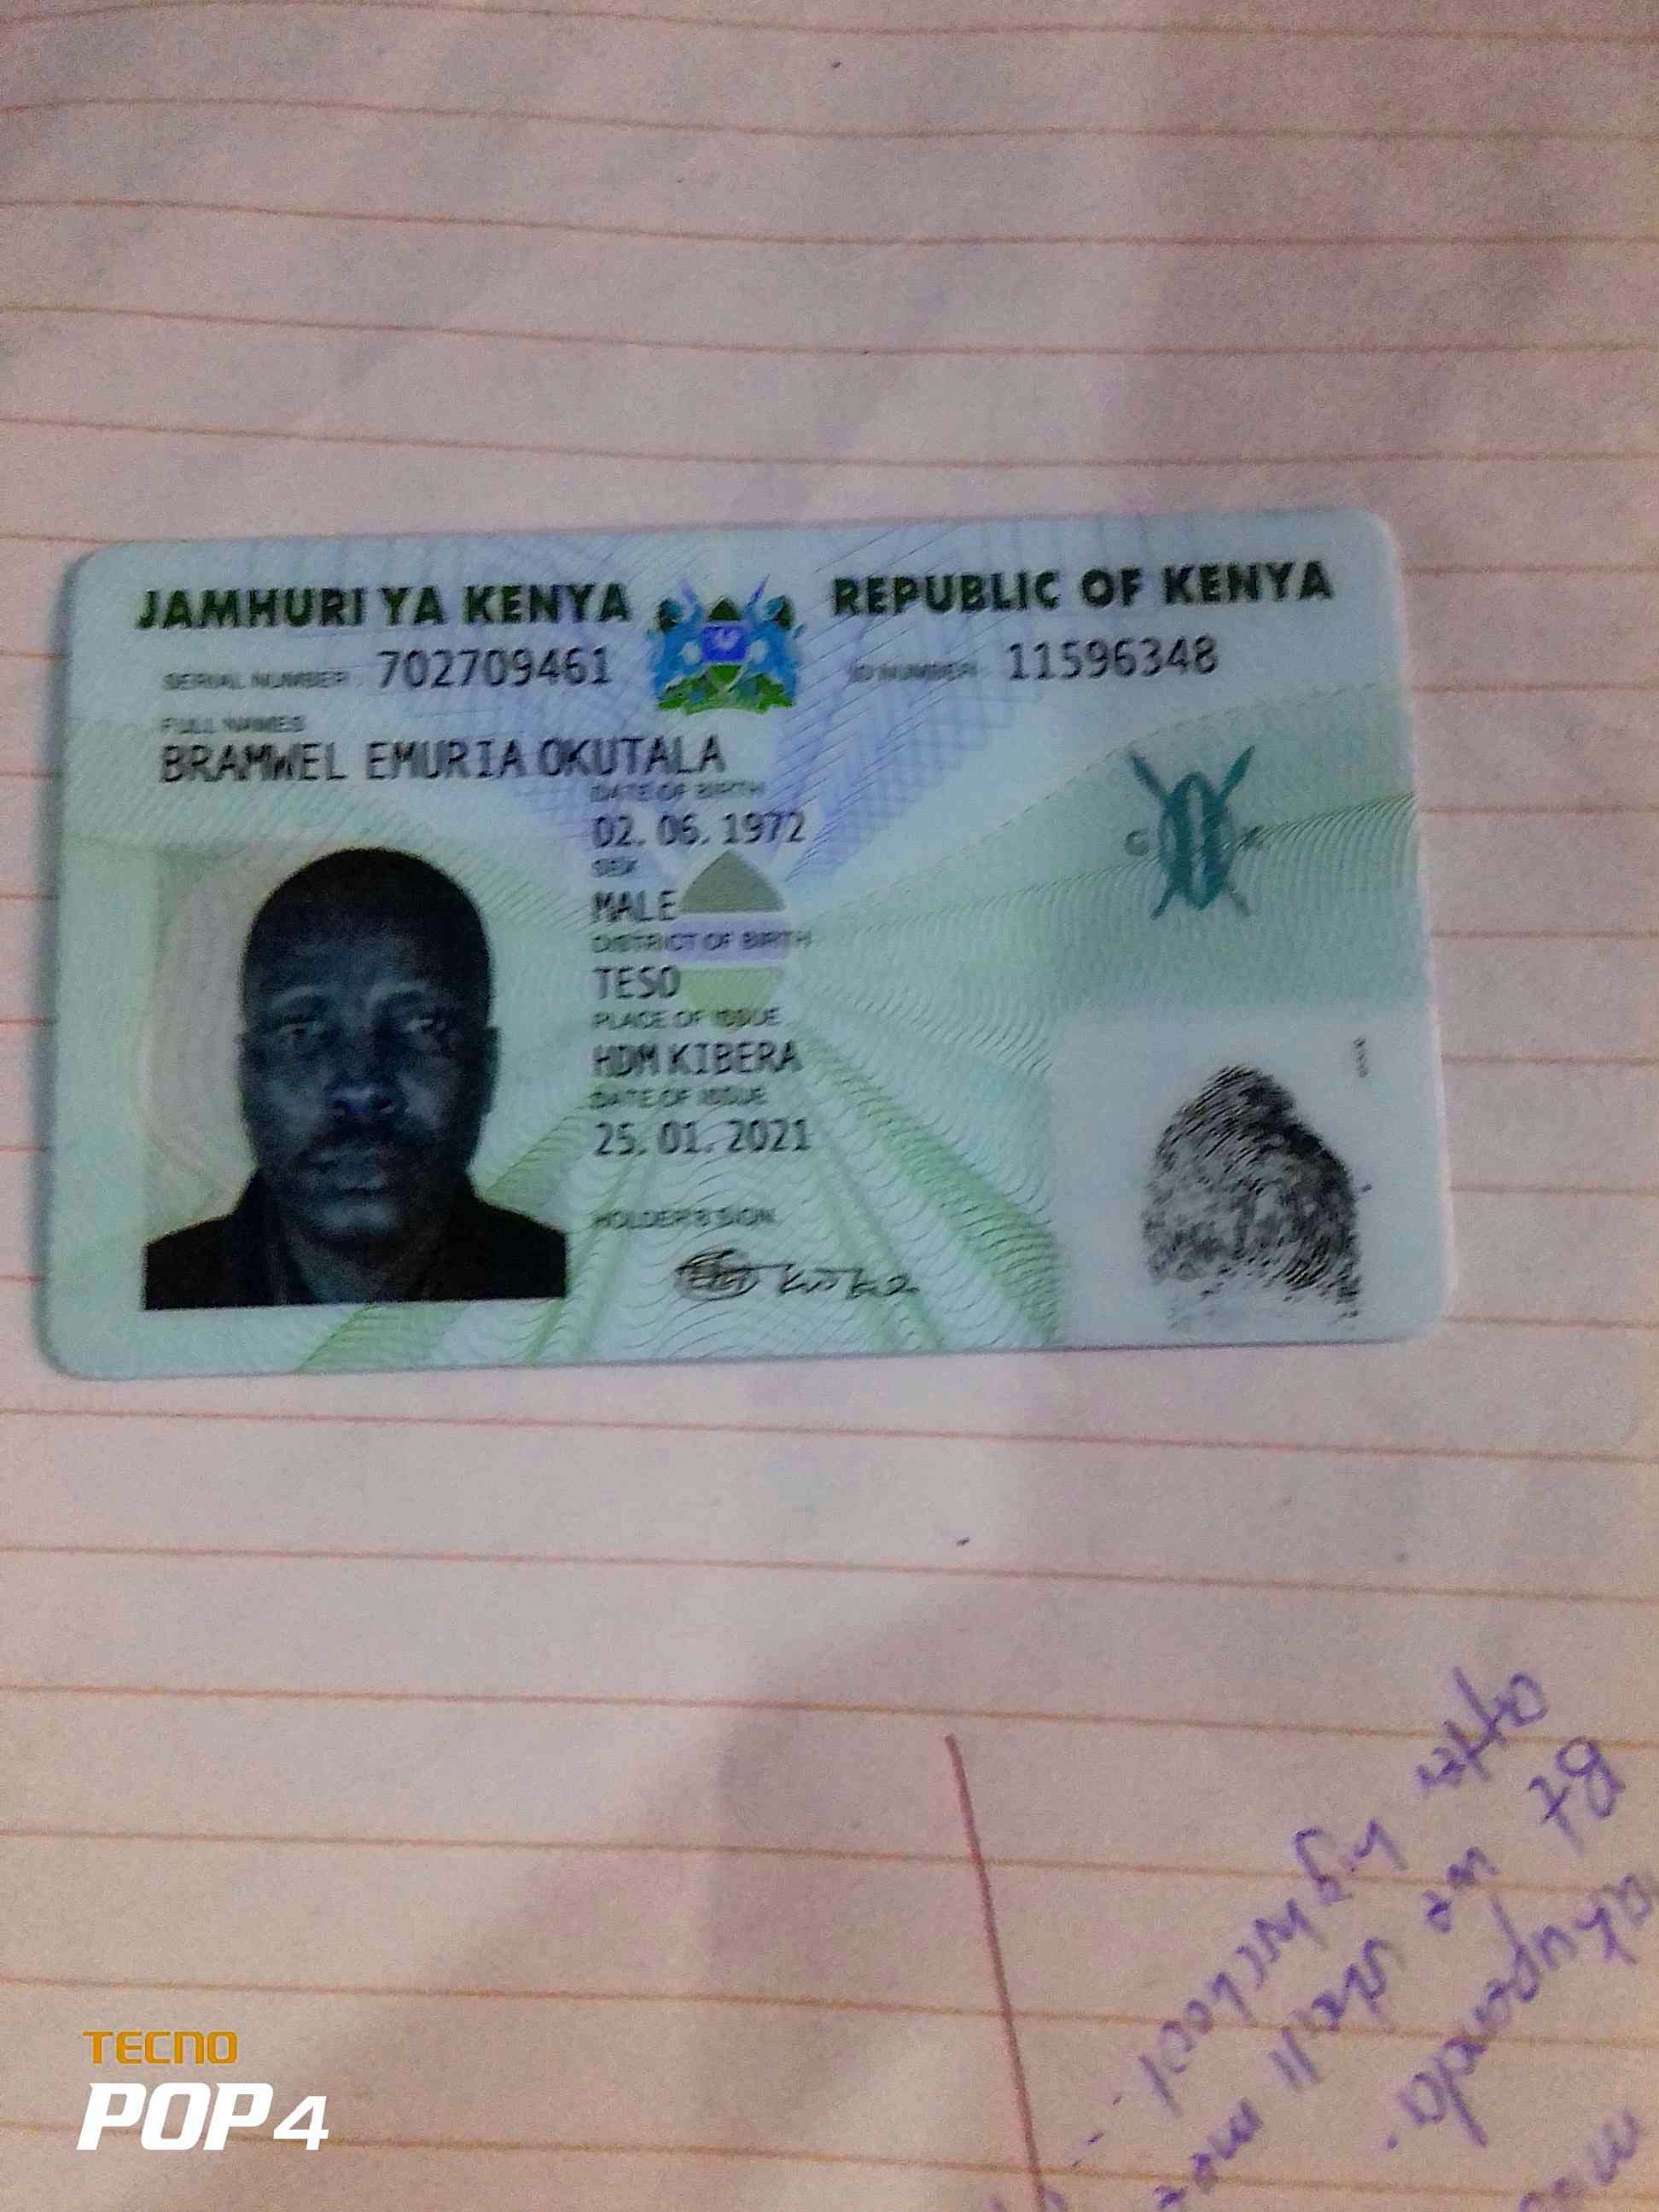 JAMHURI YA KENYA REPUBLIC OF KENYA
SERIAL NUMBER: 702709461 ID NUMBER: 11596348
FULL NAMES
BRAMWEL EMURIA OKUTALA
DATE OF BIRTH
02. 06. 1972
SEX
MALE
DISTRICT OF BIRTH
TESO
PLACE OF ISSUE
HDM KIBERA
DATE OF ISSUE
25. 01. 2021
HOLDER'S SIGN.
G K
TECNO
POP 4